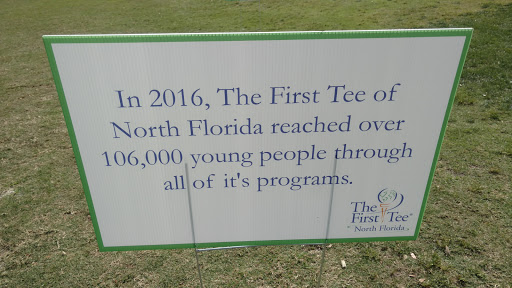 In 2016, The First Tee of
North Florida reached over
106,000 young people through
all of it's programs.
The
First Tee
North Florida